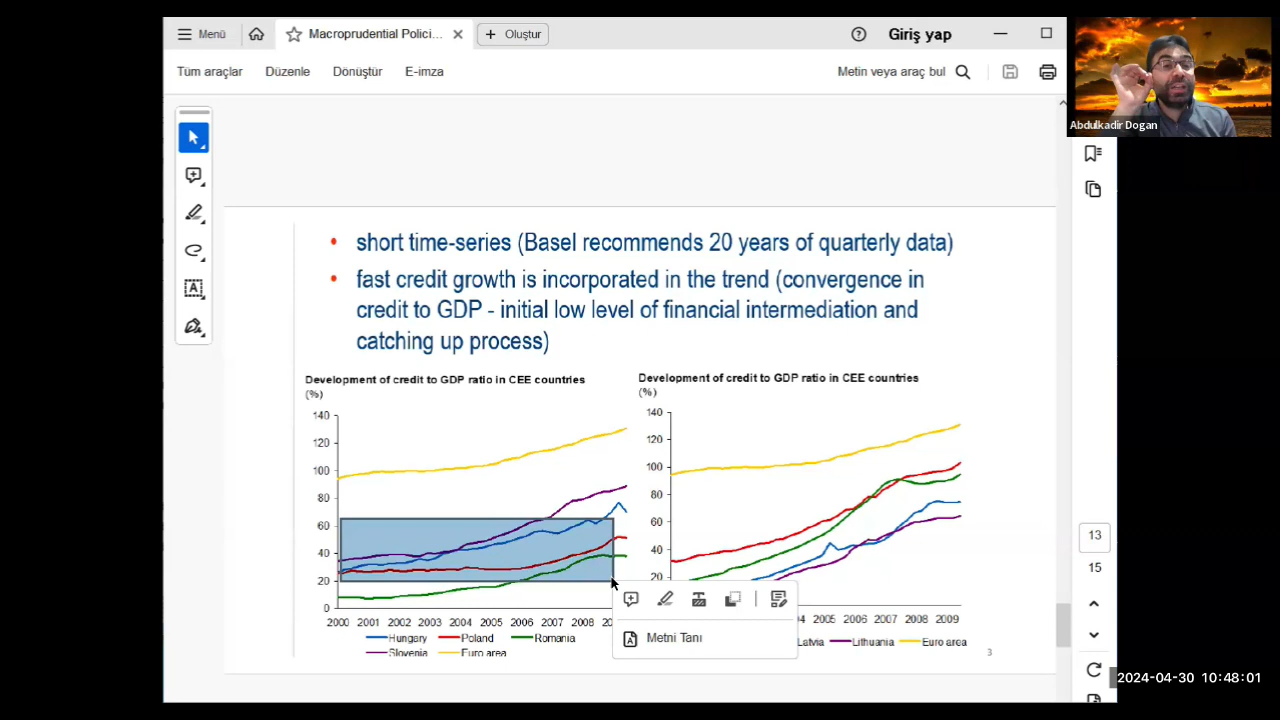 Menü
Macroprudential Polici...
Oluştur
Giriş yap
Tüm araçlar
Düzenle
Dönüştür
E-imza
Metin veya araç bul
Abdulkadir Dogan
• short time-series (Basel recommends 20 years of quarterly data)
• fast credit growth is incorporated in the trend (convergence in
credit to GDP - initial low level of financial intermediation and
catching up process)
Development of credit to GDP ratio in CEE countries
(%)
140
120
100
80
60
40
20
0
2000 2001 2002 2003 2004 2005 2006 2007 2008
Hungary Poland Romania
Slovenia Euro area
Development of credit to GDP ratio in CEE countries
(%)
140
120
100
80
60
40
20
2005 2006 2007 2008 2009
Latvia Lithuania Euro area
3
Metni Tanı
13
15
2024-04-30 10:48:01